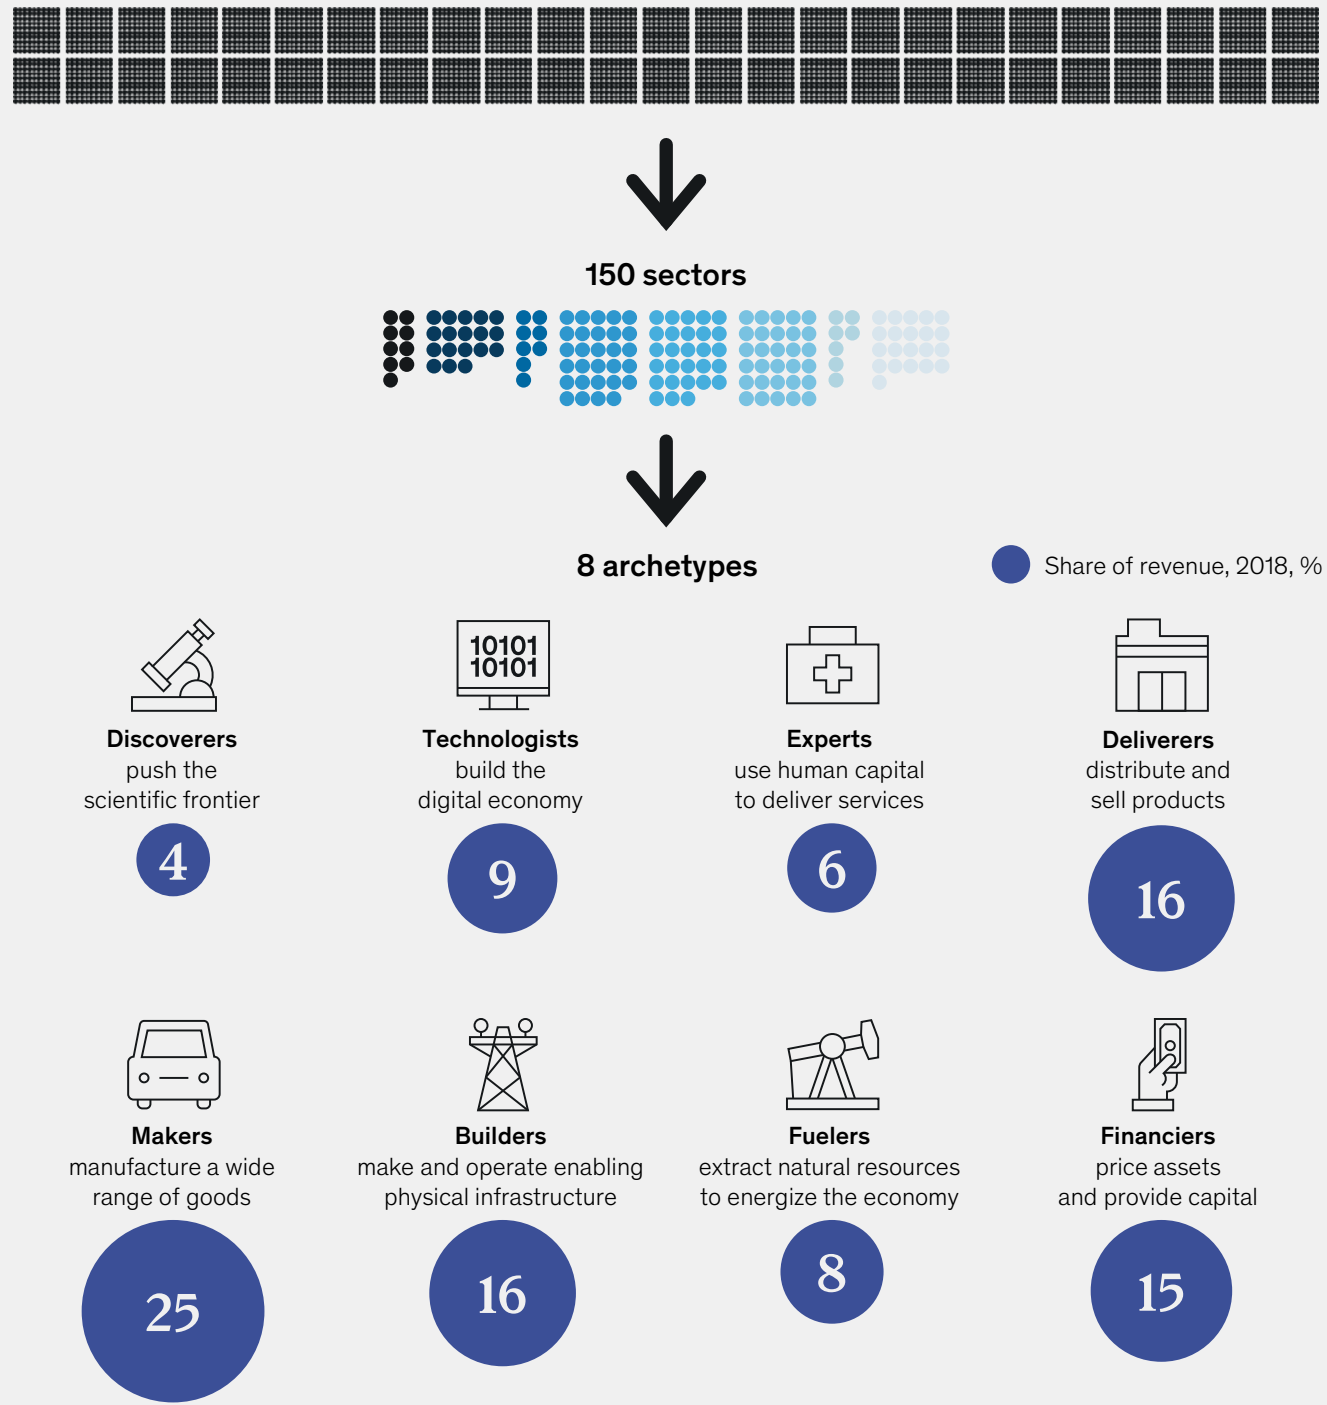 150 sectors
8 archetypes
Share of revenue, 2018, %
10101
10101
Discoverers
push the
scientific frontier
4
Technologists
build the
digital economy
9
Experts
use human capital
to deliver services
6
Deliverers
distribute and
sell products
16
Makers
manufacture a wide
range of goods
25
Builders
make and operate enabling
physical infrastructure
16
Fuelers
extract natural resources
to energize the economy
8
Financiers
price assets
and provide capital
15